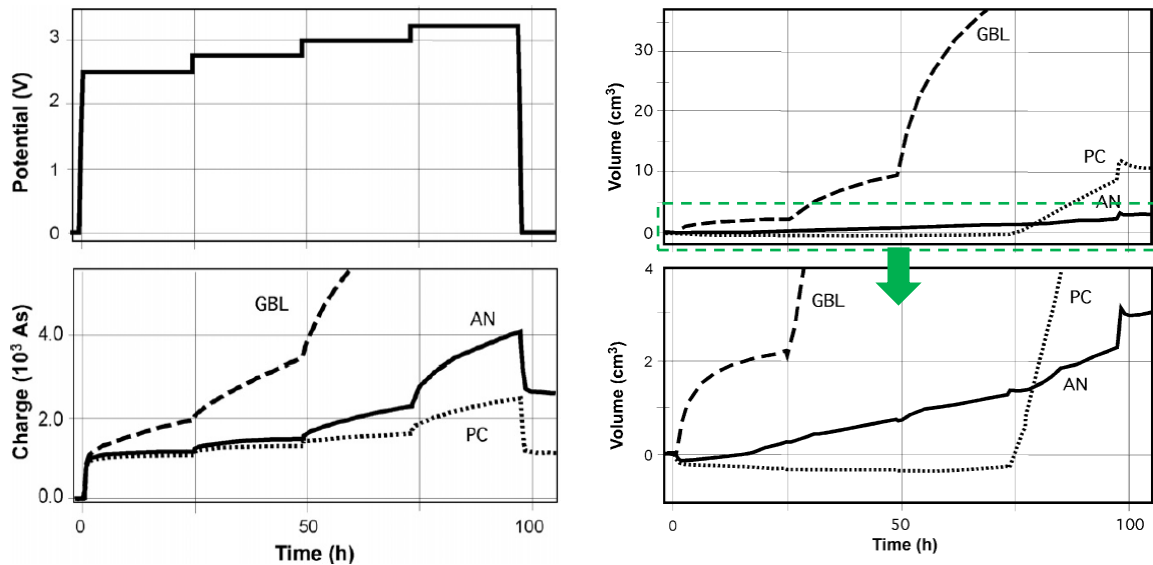 Potential (V)
3
2
1
0
Charge (10³ As)
4.0
2.0
0.0
GBL
AN
PC
0
50
100
Time (h)
Volume (cm³)
30
20
10
0
GBL
PC
AN
Volume (cm³)
4
2
0
GBL
PC
AN
0
50
100
Time (h)